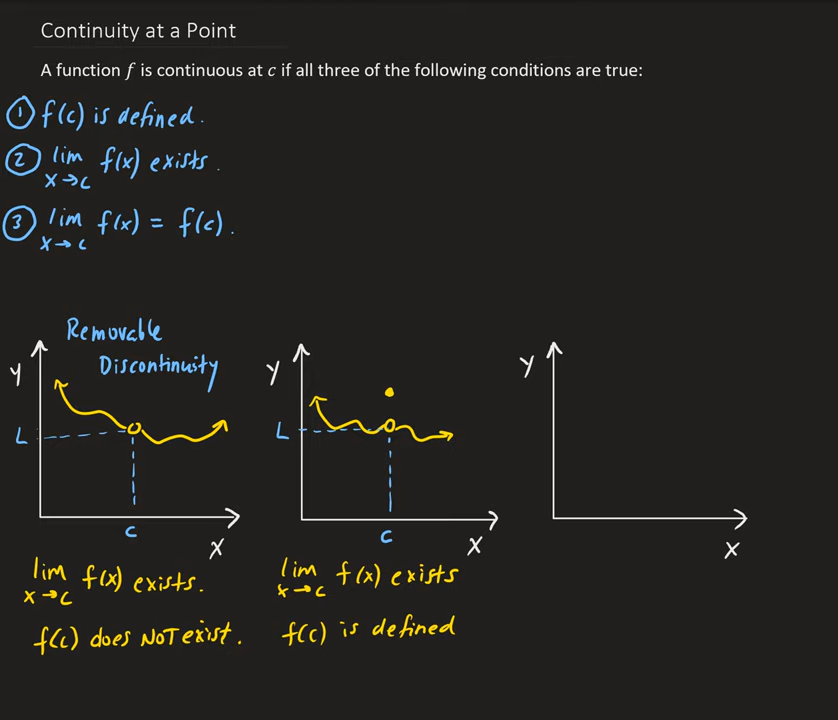 Continuity at a Point
A function f is continuous at c if all three of the following conditions are true:
① f(c) is defined.
② lim x→c f(x) exists.
③ lim x→c f(x) = f(c).
Removable
Discontinuity
Y
L
c
X
lim x→c f(x) exists.
f(c) does NOT exist.
Y
L
c
X
lim x→c f(x) exists
f(c) is defined
Y
X